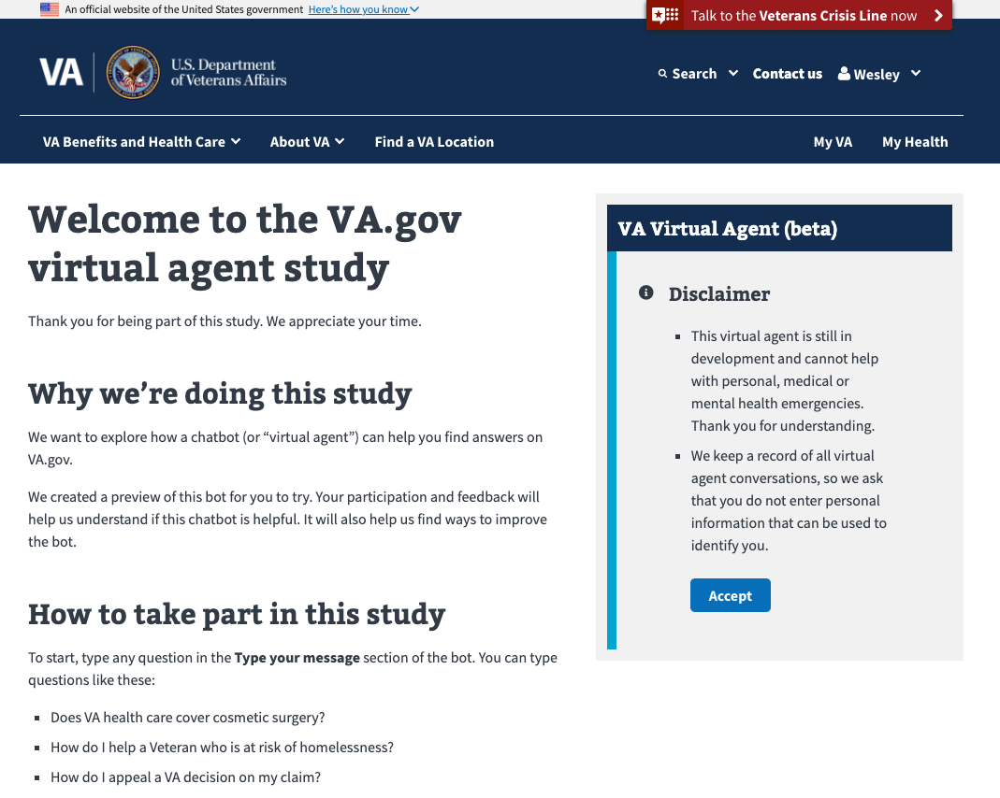 An official website of the United States government Here's how you know
Talk to the Veterans Crisis Line now
VA
U.S. Department
of Veterans Affairs
Search
Contact us
Wesley
VA Benefits and Health Care
About VA
Find a VA Location
My VA
My Health
Welcome to the VA.gov
virtual agent study
Thank you for being part of this study. We appreciate your time.
Why we’re doing this study
We want to explore how a chatbot (or “virtual agent”) can help you find answers on
VA.gov.
We created a preview of this bot for you to try. Your participation and feedback will
help us understand if this chatbot is helpful. It will also help us find ways to improve
the bot.
How to take part in this study
To start, type any question in the Type your message section of the bot. You can type
questions like these:
Does VA health care cover cosmetic surgery?
How do I help a Veteran who is at risk of homelessness?
How do I appeal a VA decision on my claim?
VA Virtual Agent (beta)
Disclaimer
This virtual agent is still in
development and cannot help
with personal, medical or
mental health emergencies.
Thank you for understanding.
We keep a record of all virtual
agent conversations, so we ask
that you do not enter personal
information that can be used to
identify you.
Accept